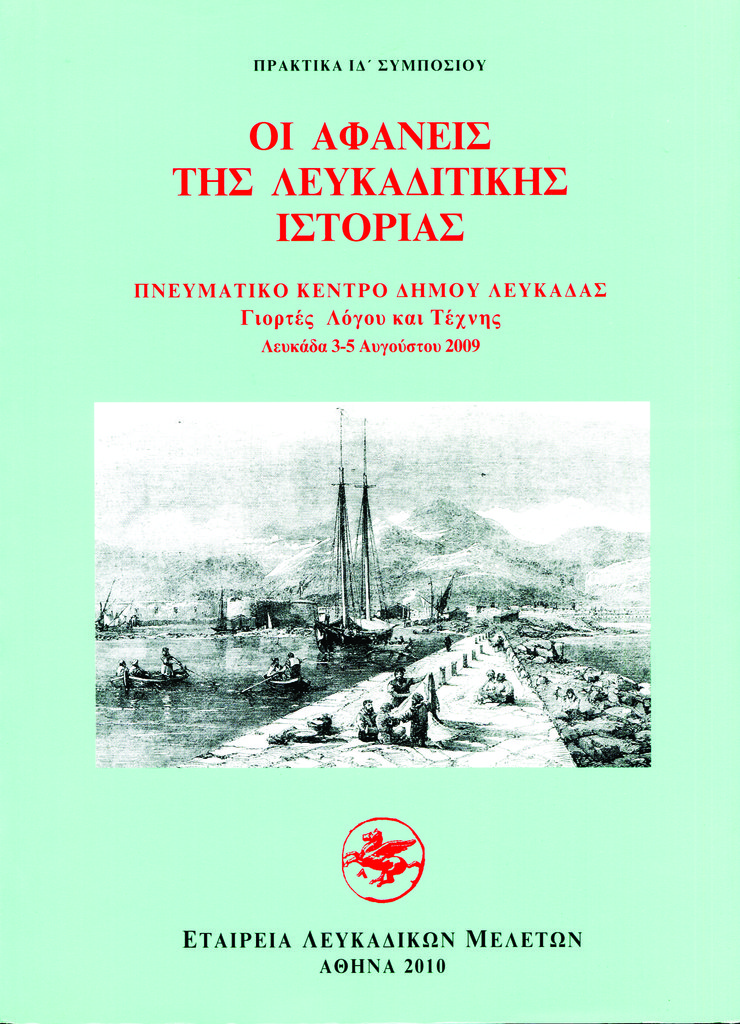 ΠΡΑΚΤΙΚΑ ΙΔ΄ ΣΥΜΠΟΣΙΟΥ
ΟΙ ΑΦΑΝΕΙΣ
ΤΗΣ ΛΕΥΚΑΔΙΤΙΚΗΣ
ΙΣΤΟΡΙΑΣ
ΠΝΕΥΜΑΤΙΚΟ ΚΕΝΤΡΟ ΔΗΜΟΥ ΛΕΥΚΑΔΑΣ
Γιορτές Λόγου και Τέχνης
Λευκάδα 3-5 Αυγούστου 2009
ΕΤΑΙΡΕΙΑ ΛΕΥΚΑΔΙΚΩΝ ΜΕΛΕΤΩΝ
ΑΘΗΝΑ 2010